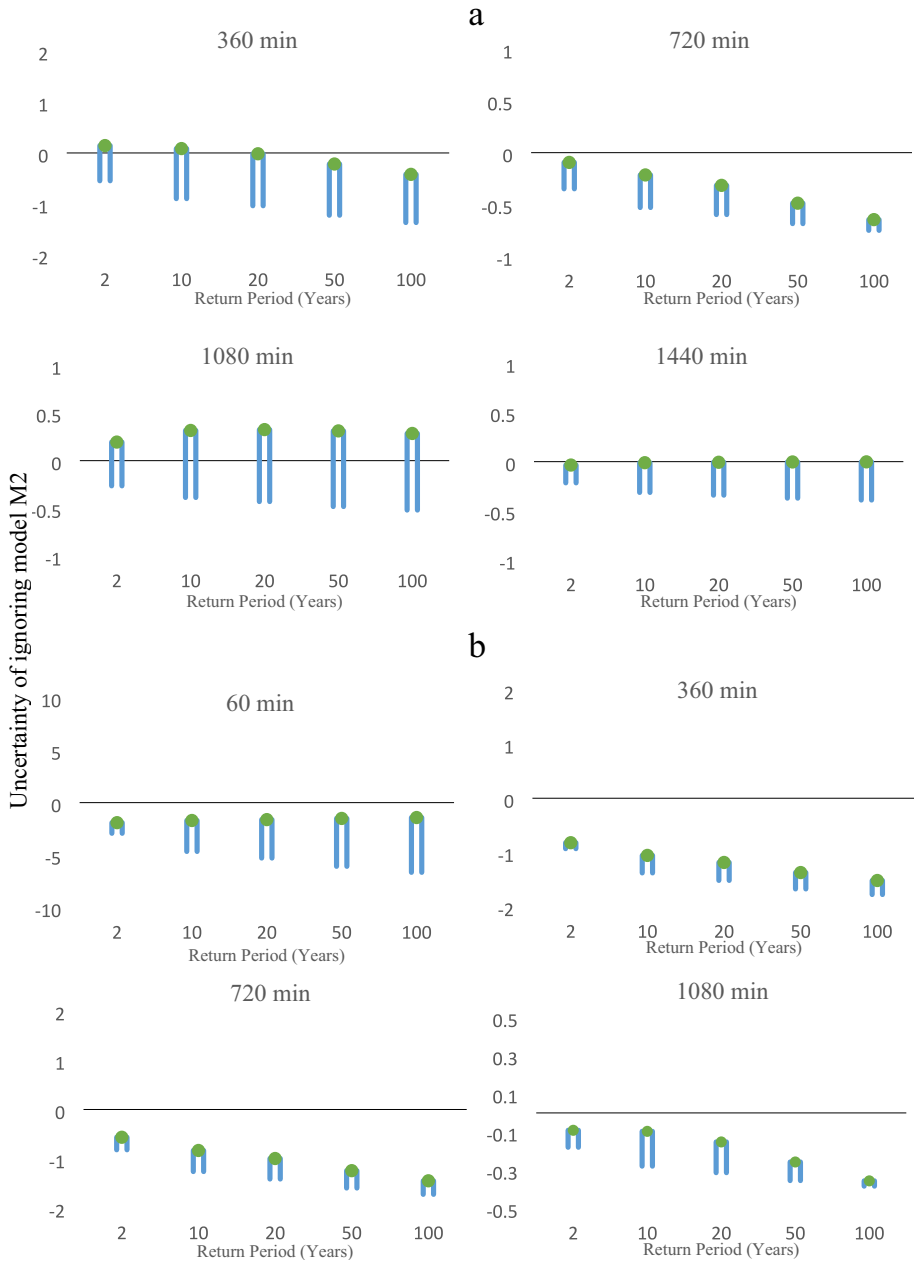 a
360 min
2
1
0
-1
-2
2 10 20 50 100
Return Period (Years)
720 min
1
0.5
0
-0.5
-1
2 10 20 50 100
Return Period (Years)
1080 min
1
0.5
0
-0.5
-1
2 10 20 50 100
Return Period (Years)
1440 min
1
0.5
0
-0.5
-1
2 10 20 50 100
Return Period (Years)
Uncertainty of ignoring model M2
b
60 min
10
5
0
-5
-10
2 10 20 50 100
Return Period (Years)
360 min
2
1
0
-1
-2
2 10 20 50 100
Return Period (Years)
720 min
2
1
0
-1
-2
2 10 20 50 100
Return Period (Years)
1080 min
0.5
0.3
0.1
-0.1
-0.3
-0.5
2 10 20 50 100
Return Period (Years)